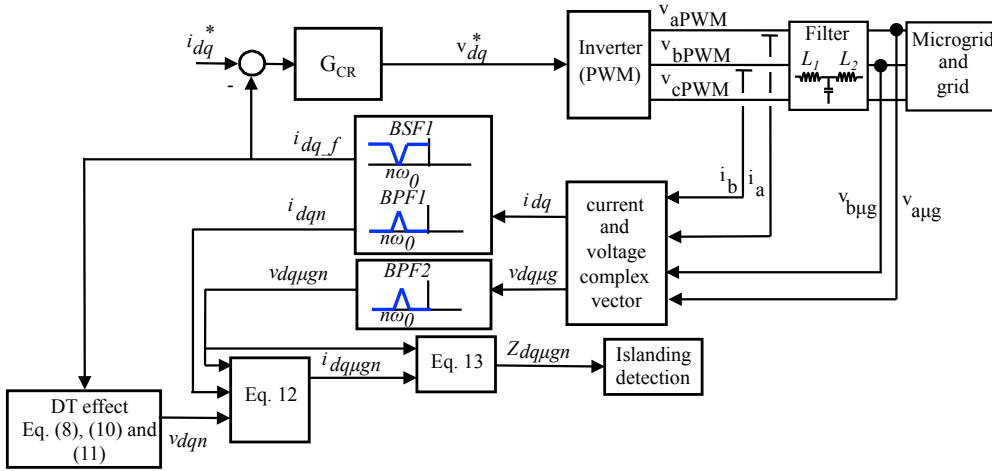 i*dq
-
GCR
v*dq
Inverter
(PWM)
vaPWM
vbPWM
vcPWM
Filter
L1 L2
Microgrid
and
grid
ib
ia
vbμg
vaμg
idq_f
BSF1
nω0
idqn
BPF1
nω0
idq
vdqμgn
BPF2
nω0
vdqμg
current
and
voltage
complex
vector
Eq. 12
idqμgn
Eq. 13
Zdqμgn
Islanding
detection
DT effect
Eq. (8), (10) and
(11)
vdqn